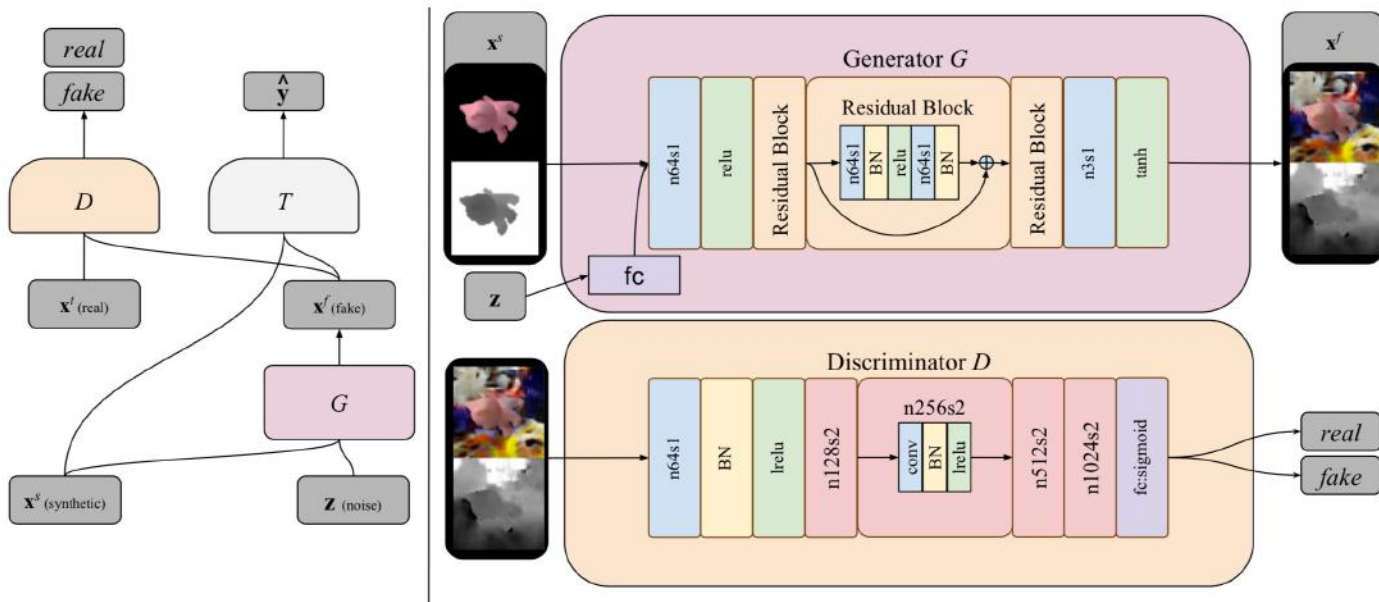 real
fake
ŷ
D
T
x^t (real)
x^f (fake)
G
x^s (synthetic)
z (noise)
x^s
z
Generator G
fc
n64s1
relu
Residual Block
Residual Block
n64s1
BN
relu
n64s1
BN
⊕
Residual Block
n3s1
tanh
x^f
Discriminator D
n64s1
BN
lrelu
n128s2
n256s2
conv
BN
lrelu
n512s2
n1024s2
fc:sigmoid
real
fake